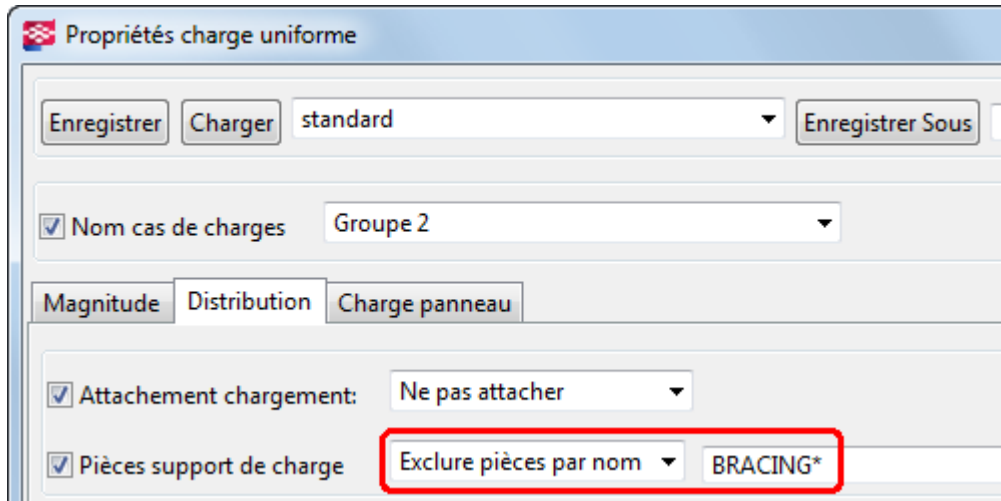 Propriétés charge uniforme
Enregistrer Charger standard Enregistrer Sous
Nom cas de charges Groupe 2
Magnitude Distribution Charge panneau
Attachement chargement: Ne pas attacher
Pièces support de charge Exclure pièces par nom BRACING*